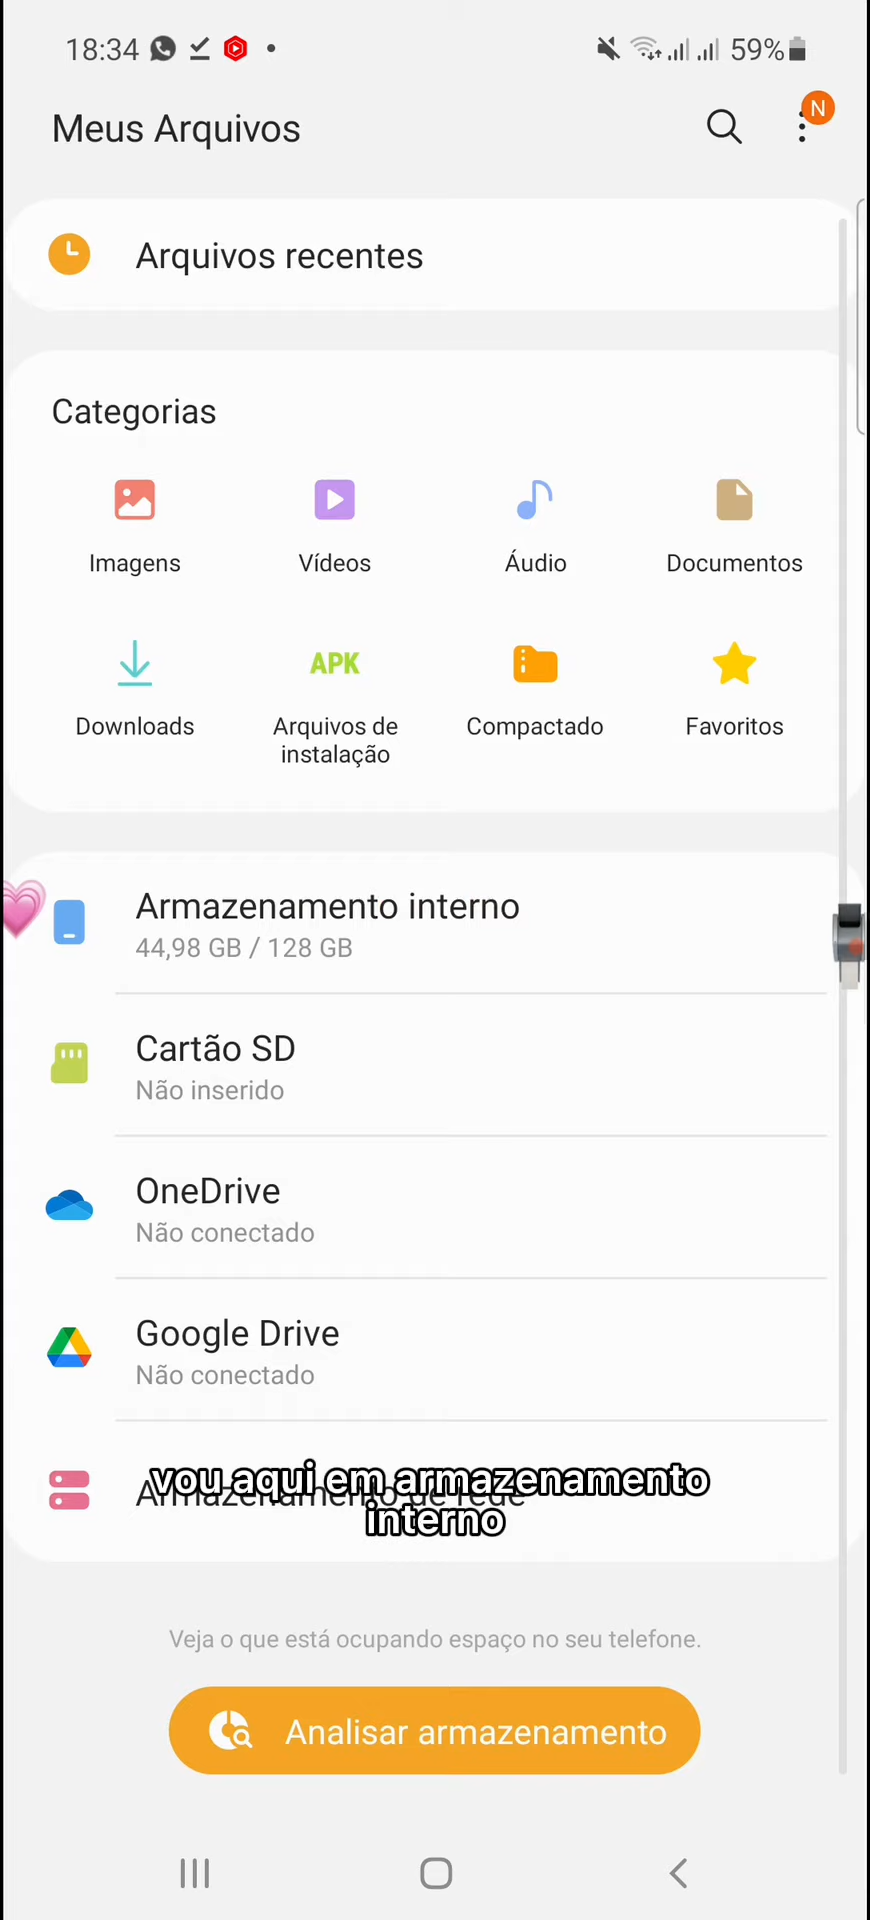 18:34
59%
Meus Arquivos
N
Arquivos recentes
Categorias
Imagens
Vídeos
Áudio
Documentos
Downloads
APK
Arquivos de
instalação
Compactado
Favoritos
Armazenamento interno
44,98 GB / 128 GB
Cartão SD
Não inserido
OneDrive
Não conectado
Google Drive
Não conectado
Armazenamento de rede
vou aqui em armazenamento
interno
Veja o que está ocupando espaço no seu telefone.
Analisar armazenamento